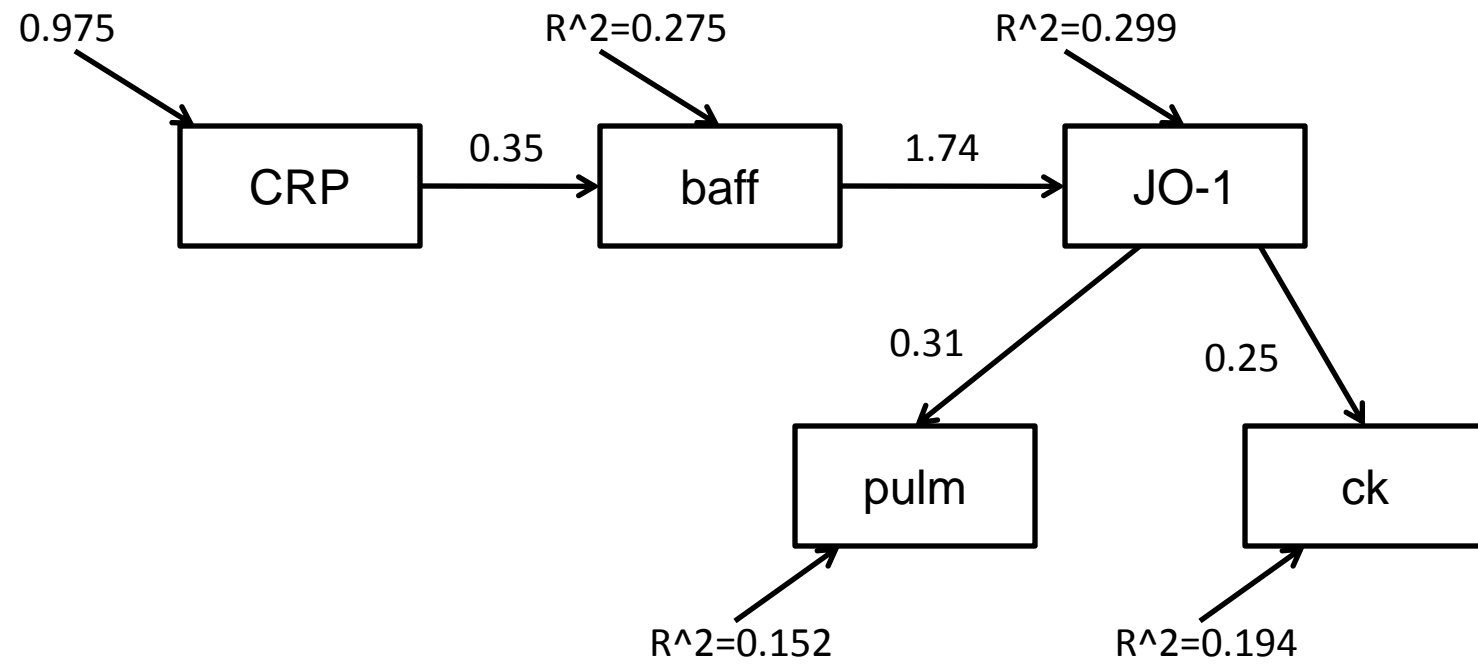 0.975
R^2=0.275
R^2=0.299
CRP
0.35
baff
1.74
JO-1
0.31
0.25
pulm
ck
R^2=0.152
R^2=0.194